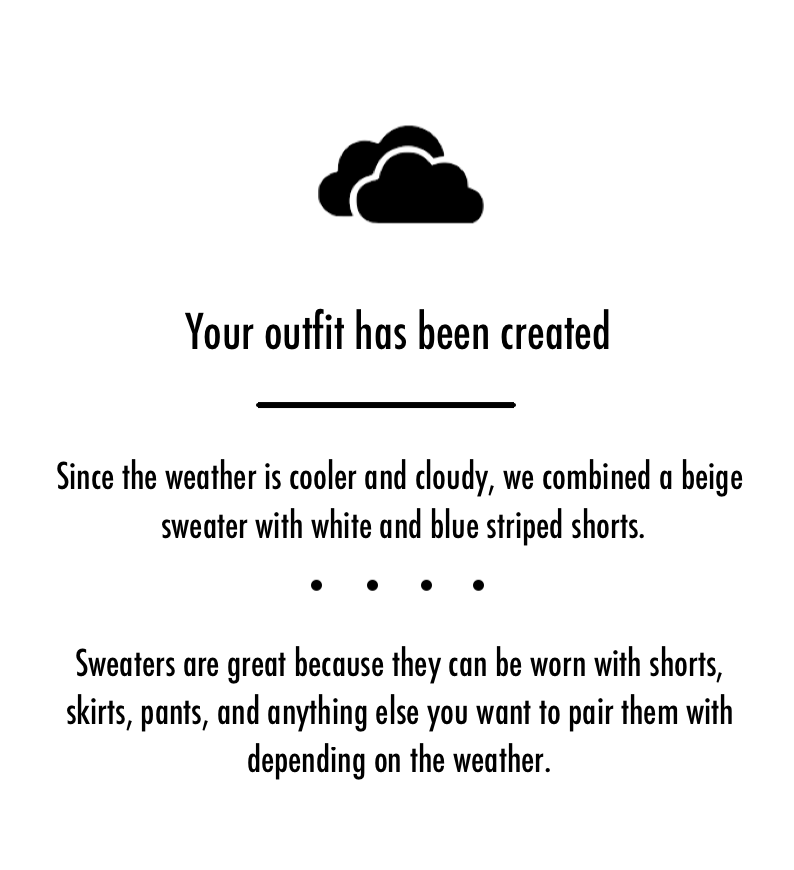 Your outfit has been created
Since the weather is cooler and cloudy, we combined a beige
sweater with white and blue striped shorts.
Sweaters are great because they can be worn with shorts,
skirts, pants, and anything else you want to pair them with
depending on the weather.